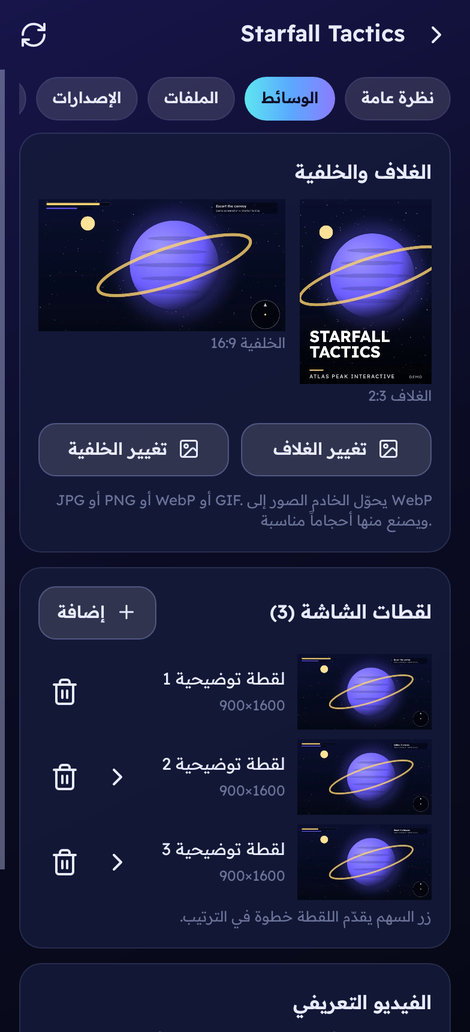 Starfall Tactics
نظرة عامة
الوسائط
الملفات
الإصدارات
الغلاف والخلفية
STARFALL
TACTICS
ATLAS PEAK INTERACTIVE
DEMO
الغلاف 2:3
الخلفية 16:9
تغيير الغلاف
تغيير الخلفية
JPG أو PNG أو WebP أو GIF. يحوّل الخادم الصور إلى WebP
ويصنع منها أحجاماً مناسبة.
لقطات الشاشة (3)
إضافة
لقطة توضيحية 1
900×1600
لقطة توضيحية 2
900×1600
لقطة توضيحية 3
900×1600
زر السهم يقدّم اللقطة خطوة في الترتيب.
الفيديو التعريفي